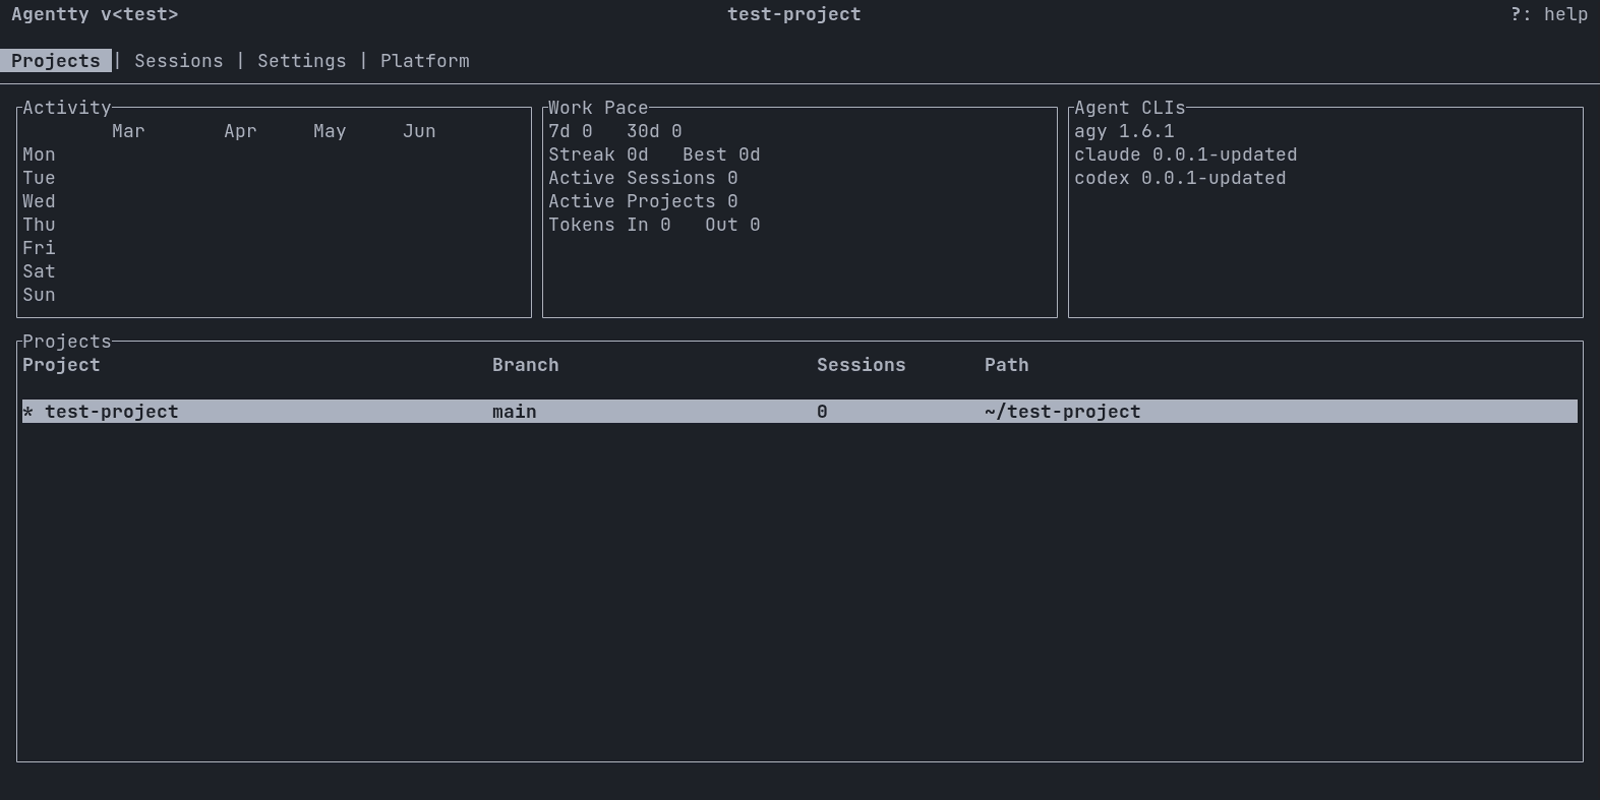 Agentty v<test> test-project ?: help
Projects | Sessions | Settings | Platform
Activity
Mar Apr May Jun
Mon
Tue
Wed
Thu
Fri
Sat
Sun
Work Pace
7d 0 30d 0
Streak 0d Best 0d
Active Sessions 0
Active Projects 0
Tokens In 0 Out 0
Agent CLIs
agy 1.6.1
claude 0.0.1-updated
codex 0.0.1-updated
Projects
Project Branch Sessions Path
* test-project main 0 ~/test-project